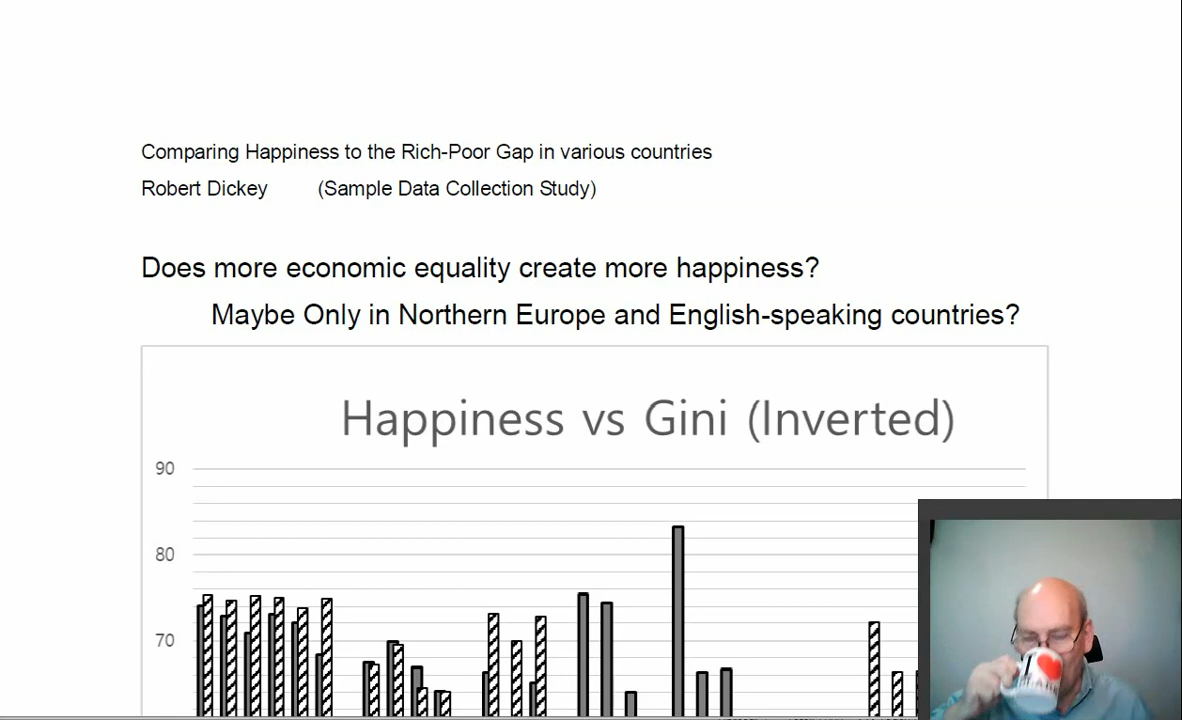 Comparing Happiness to the Rich-Poor Gap in various countries
Robert Dickey (Sample Data Collection Study)
Does more economic equality create more happiness?
Maybe Only in Northern Europe and English-speaking countries?
Happiness vs Gini (Inverted)
90
80
70
I